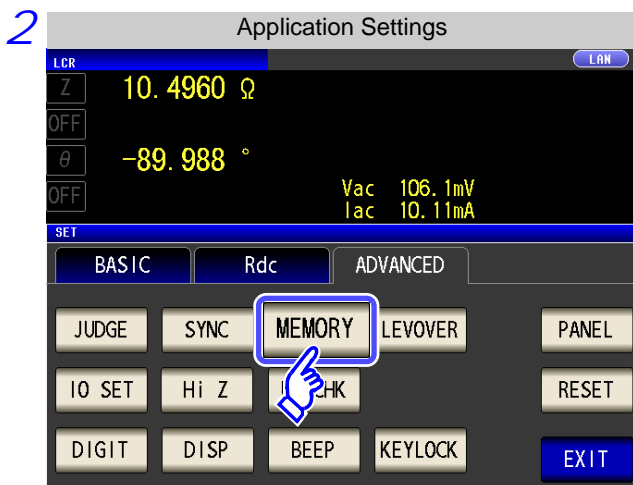 2
Application Settings
LCR LAN
Z 10.4960 Ω
OFF
θ -89.988 °
OFF
Vac 106.1mV
Iac 10.11mA
SET
BASIC Rdc ADVANCED
JUDGE SYNC MEMORY LEVOVER PANEL
IO SET Hi Z HK RESET
DIGIT DISP BEEP KEYLOCK EXIT